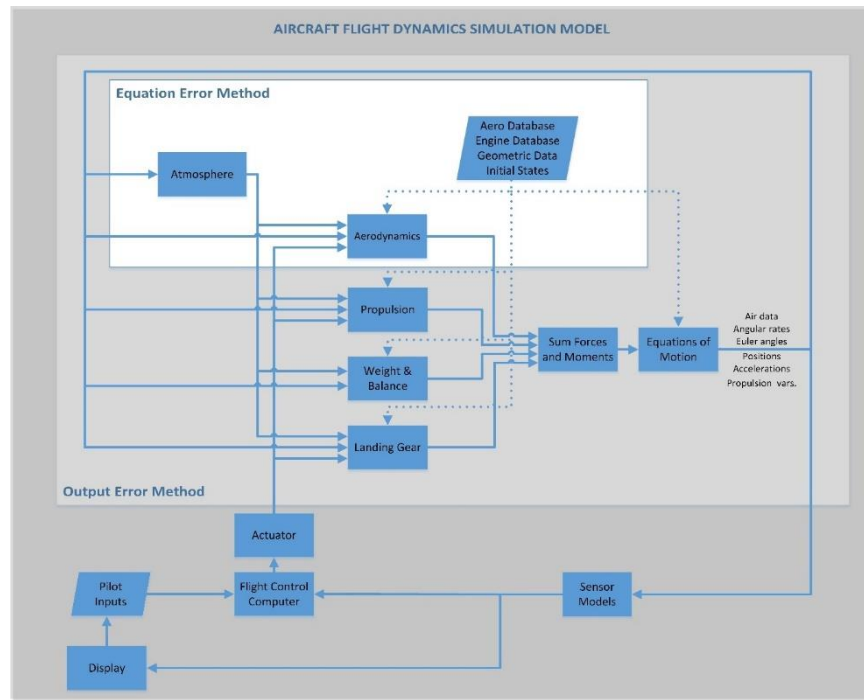 AIRCRAFT FLIGHT DYNAMICS SIMULATION MODEL
Equation Error Method
Aero Database
Engine Database
Geometric Data
Initial States
Atmosphere
Aerodynamics
Propulsion
Sum Forces
and Moments
Equations of
Motion
Air data
Angular rates
Euler angles
Positions
Accelerations
Propulsion vars.
Weight &
Balance
Landing Gear
Output Error Method
Actuator
Pilot
Inputs
Flight Control
Computer
Sensor
Models
Display